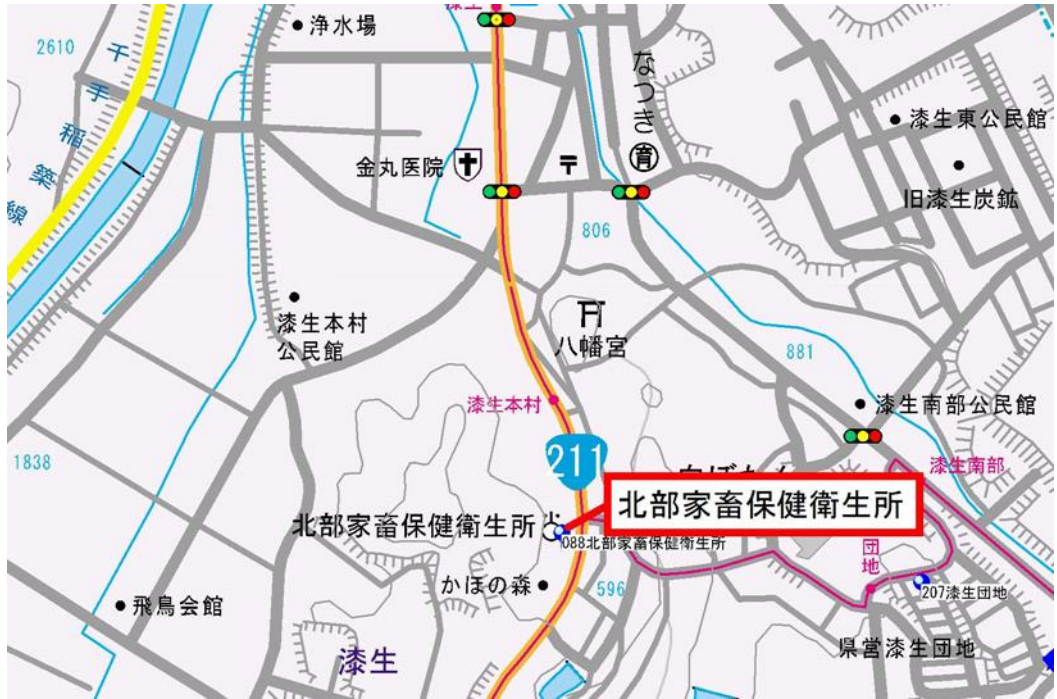 漆生
浄水場
2610
千手稲築線
なつき
育
漆生東公民館
金丸医院
〒
旧漆生炭鉱
806
漆生本村
公民館
八幡宮
881
漆生本村
漆生南部公民館
1838
211
漆生南部
北部家畜保健衛生所
北部家畜保健衛生所
088北部家畜保健衛生所
団地
かほの森
596
207漆生団地
飛鳥会館
漆生
県営漆生団地